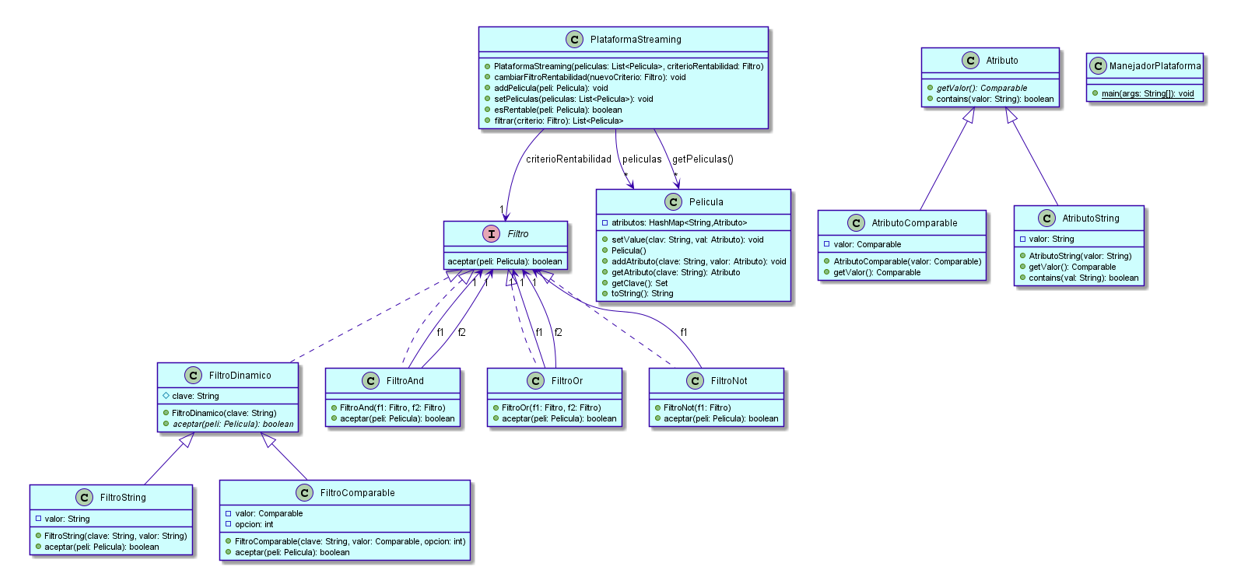 C PlataformaStreaming
PlataformaStreaming(peliculas: List<Pelicula>, criterioRentabilidad: Filtro)
cambiarFiltroRentabilidad(nuevoCriterio: Filtro): void
addPelicula(peli: Pelicula): void
setPeliculas(peliculas: List<Pelicula>): void
esRentable(peli: Pelicula): boolean
filtrar(criterio: Filtro): List<Pelicula>
C Atributo
getValor(): Comparable
contains(valor: String): boolean
C ManejadorPlataforma
main(args: String[]): void
criterioRentabilidad
peliculas
getPeliculas()
1
*
*
I Filtro
aceptar(peli: Pelicula): boolean
C Pelicula
atributos: HashMap<String,Atributo>
setValue(clav: String, val: Atributo): void
Pelicula()
addAtributo(clave: String, valor: Atributo): void
getAtributo(clave: String): Atributo
getClave(): Set
toString(): String
C AtributoComparable
valor: Comparable
AtributoComparable(valor: Comparable)
getValor(): Comparable
C AtributoString
valor: String
AtributoString(valor: String)
getValor(): Comparable
contains(val: String): boolean
1
1
1
1
1
f1
f2
f1
f2
f1
C FiltroDinamico
clave: String
FiltroDinamico(clave: String)
aceptar(peli: Pelicula): boolean
C FiltroAnd
FiltroAnd(f1: Filtro, f2: Filtro)
aceptar(peli: Pelicula): boolean
C FiltroOr
FiltroOr(f1: Filtro, f2: Filtro)
aceptar(peli: Pelicula): boolean
C FiltroNot
FiltroNot(f1: Filtro)
aceptar(peli: Pelicula): boolean
C FiltroString
valor: String
FiltroString(clave: String, valor: String)
aceptar(peli: Pelicula): boolean
C FiltroComparable
valor: Comparable
opcion: int
FiltroComparable(clave: String, valor: Comparable, opcion: int)
aceptar(peli: Pelicula): boolean